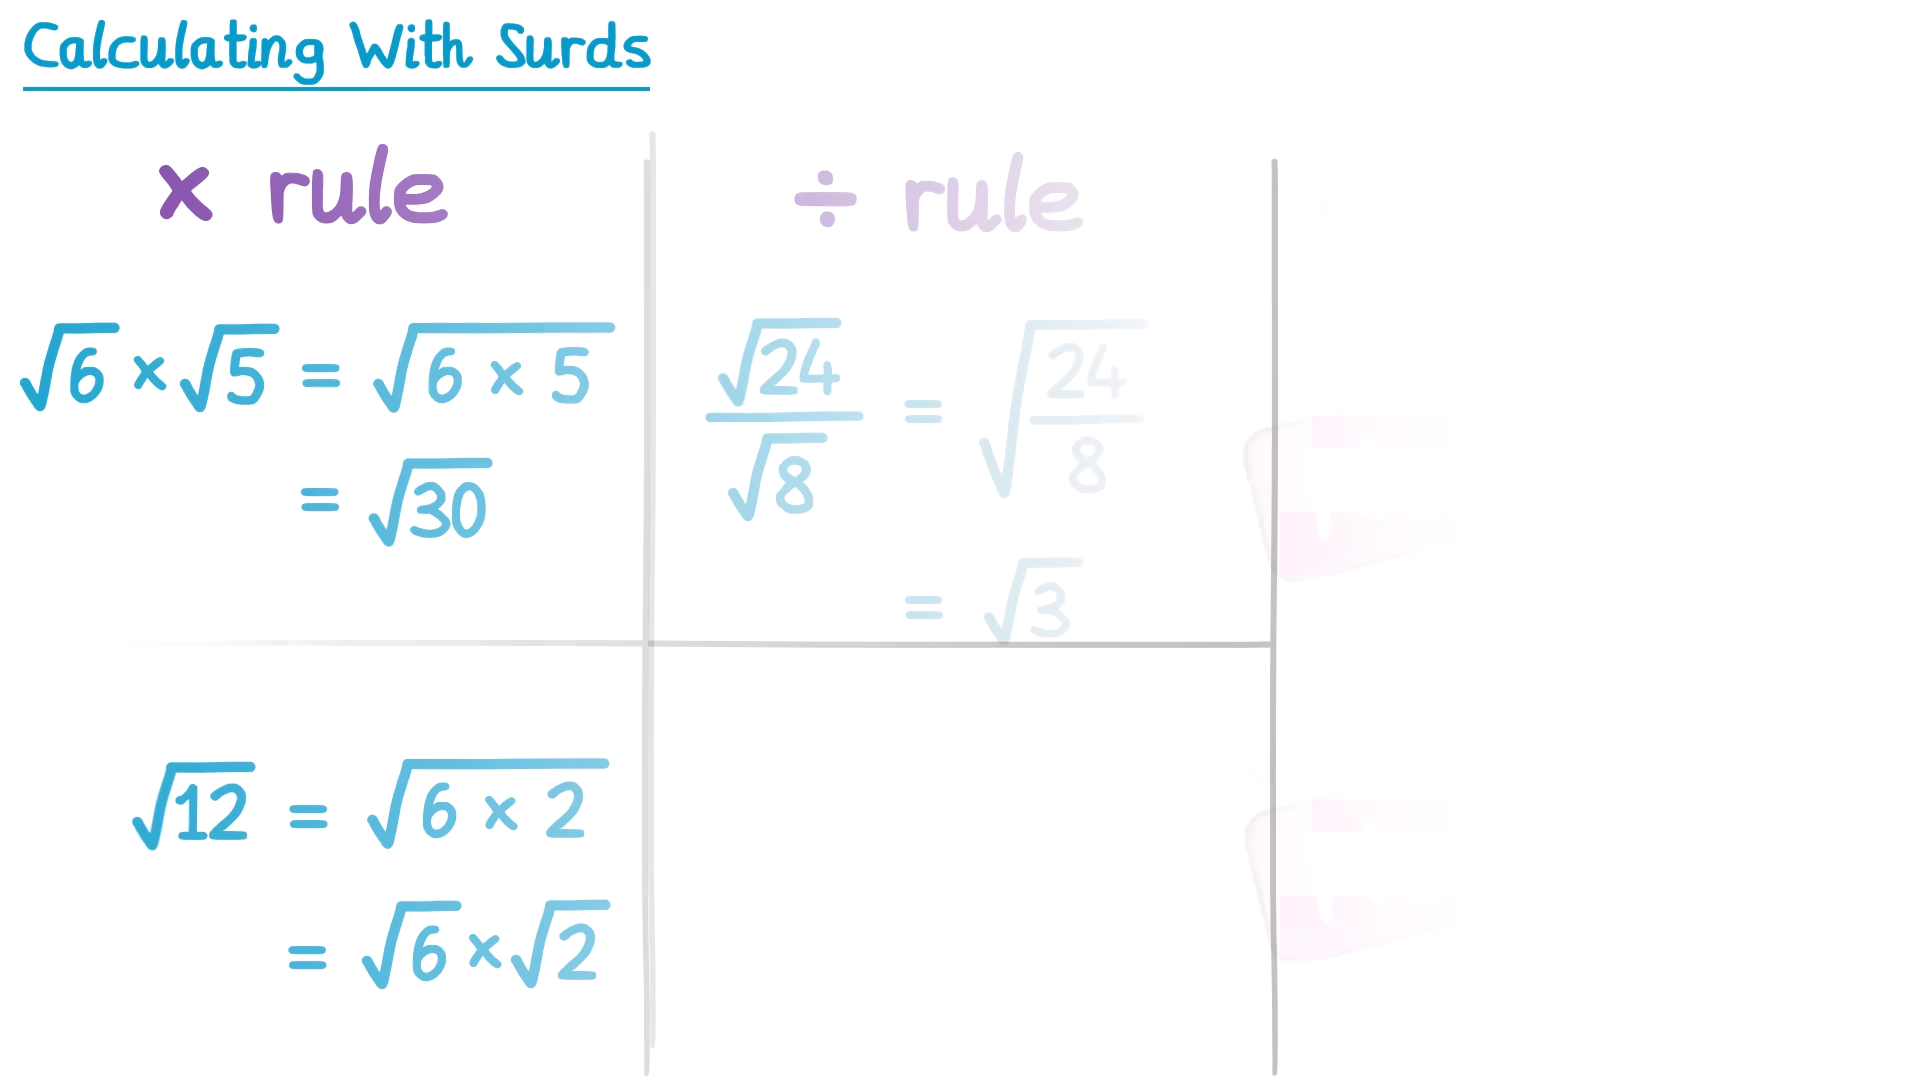 Calculating With Surds
× rule
√6 × √5 = √(6 × 5)
= √30
√12 = √(6 × 2)
= √6 × √2
÷ rule
√24/√8 = √(24/8)
= √3